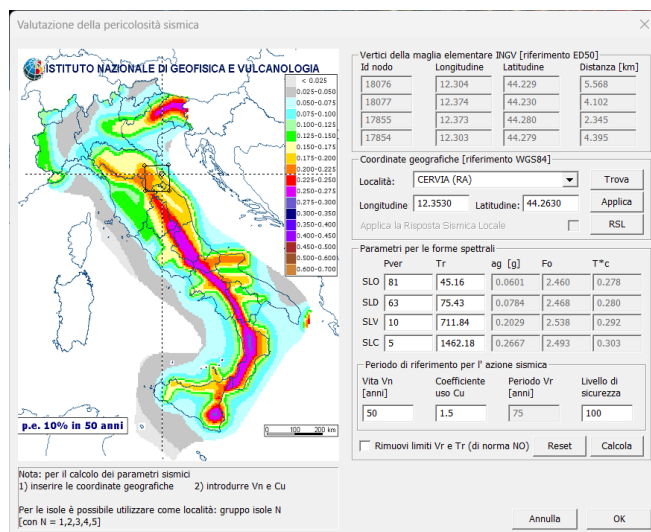 Valutazione della pericolosità sismica
ISTITUTO NAZIONALE DI GEOFISICA E VULCANOLOGIA
< 0.025
0.025-0.050
0.050-0.075
0.075-0.100
0.100-0.125
0.125-0.150
0.150-0.175
0.175-0.200
0.200-0.225
0.225-0.250
0.250-0.275
0.275-0.300
0.300-0.350
0.350-0.400
0.400-0.450
0.450-0.500
0.500-0.600
0.600-0.700
p.e. 10% in 50 anni
0 100 200 km
Nota: per il calcolo dei parametri sismici
1) inserire le coordinate geografiche 2) introdurre Vn e Cu
Per le isole è possibile utilizzare come località: gruppo isole N
[con N = 1,2,3,4,5]
Vertici della maglia elementare INGV [riferimento ED50]
Id nodo Longitudine Latitudine Distanza [km]
18076 12.304 44.229 5.568
18077 12.374 44.230 4.102
17855 12.373 44.280 2.345
17854 12.303 44.279 4.395
Coordinate geografiche [riferimento WGS84]
Località: CERVIA (RA) Trova
Longitudine 12.3530 Latitudine: 44.2630 Applica
Applica la Risposta Sismica Locale RSL
Parametri per le forme spettrali
Pver Tr ag [g] Fo T*c
SLO 81 45.16 0.0601 2.460 0.278
SLD 63 75.43 0.0784 2.468 0.280
SLV 10 711.84 0.2029 2.538 0.292
SLC 5 1462.18 0.2667 2.493 0.303
Periodo di riferimento per l' azione sismica
Vita Vn Coefficiente Periodo Vr Livello di
[anni] uso Cu [anni] sicurezza
50 1.5 75 100
Rimuovi limiti Vr e Tr (di norma NO) Reset Calcola
Annulla OK